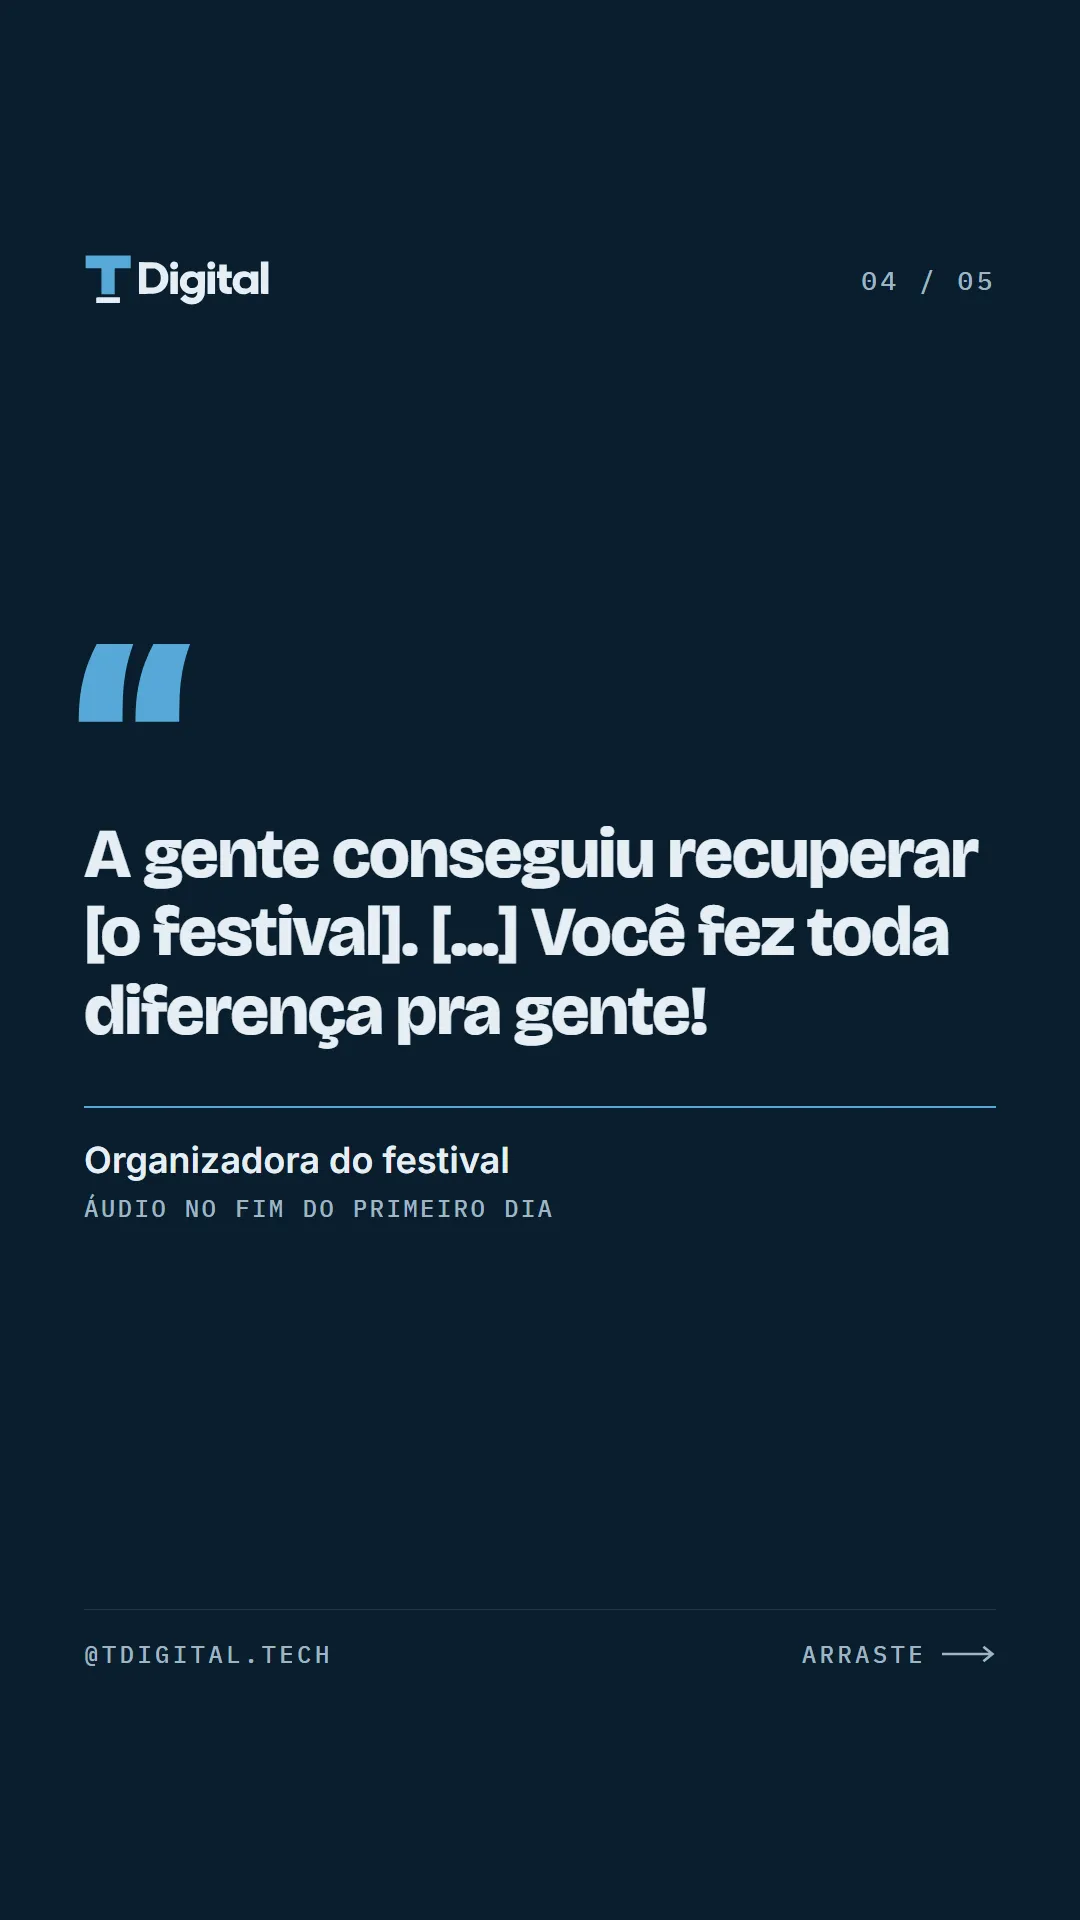 T Digital
04 / 05
“
A gente conseguiu recuperar
[o festival]. [...] Você fez toda
diferença pra gente!
Organizadora do festival
ÁUDIO NO FIM DO PRIMEIRO DIA
@TDIGITAL.TECH
ARRASTE →